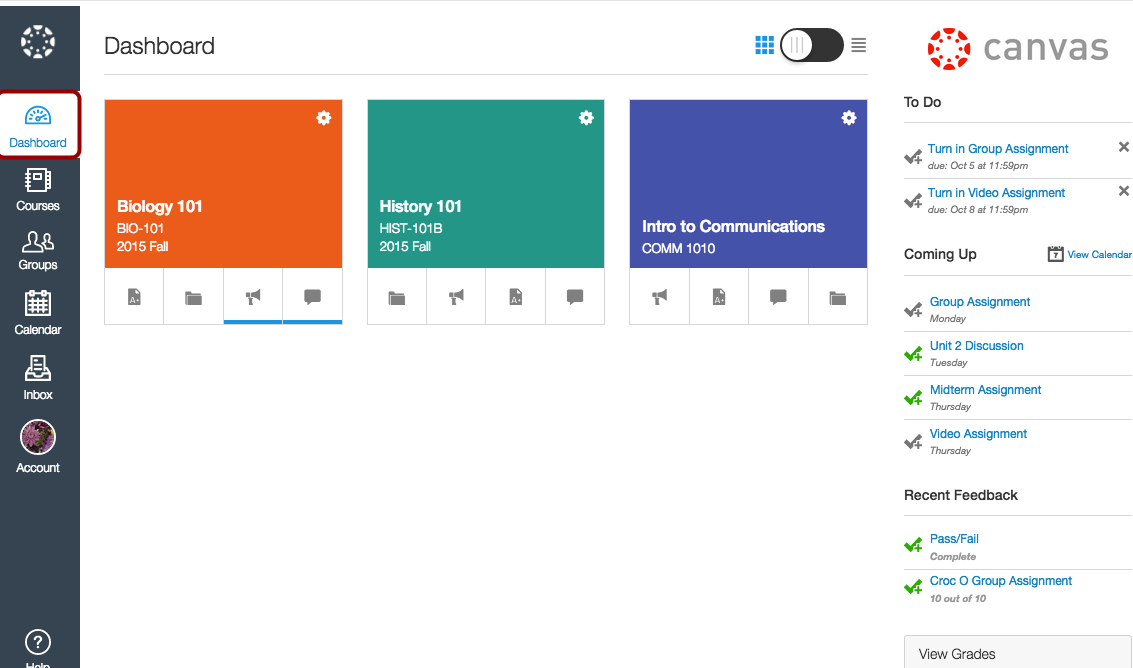 Dashboard
canvas
Dashboard
Courses
Groups
Calendar
Inbox
Account
Help
Biology 101
BIO-101
2015 Fall
History 101
HIST-101B
2015 Fall
Intro to Communications
COMM 1010
A+
A+
A+
To Do
Turn in Group Assignment
due: Oct 5 at 11:59pm
Turn in Video Assignment
due: Oct 8 at 11:59pm
Coming Up
7 View Calendar
Group Assignment
Monday
Unit 2 Discussion
Tuesday
Midterm Assignment
Thursday
Video Assignment
Thursday
Recent Feedback
Pass/Fail
Complete
Croc O Group Assignment
10 out of 10
View Grades